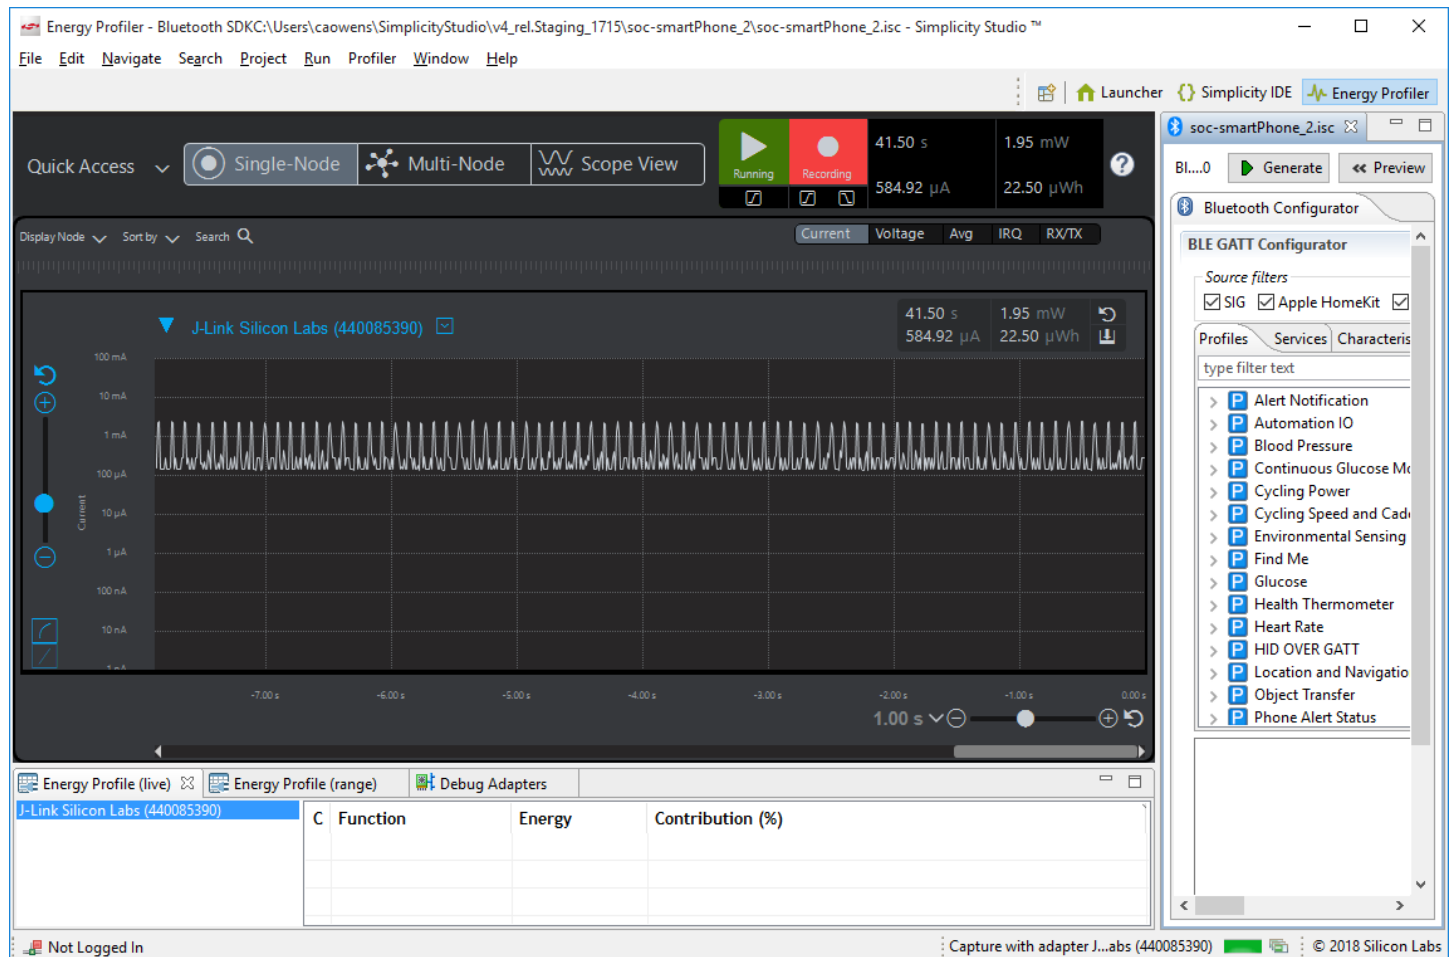 Energy Profiler - Bluetooth SDKC:\Users\caowens\SimplicityStudio\v4_rel.Staging_1715\soc-smartPhone_2\soc-smartPhone_2.isc - Simplicity Studio ™
File Edit Navigate Search Project Run Profiler Window Help
Launcher Simplicity IDE Energy Profiler
Quick Access Single-Node Multi-Node Scope View
Running Recording
41.50 s 1.95 mW
584.92 µA 22.50 µWh
?
Display Node Sort by Search
Current Voltage Avg IRQ RX/TX
J-Link Silicon Labs (440085390)
41.50 s 1.95 mW
584.92 µA 22.50 µWh
100 mA
10 mA
1 mA
100 µA
10 µA
1 µA
100 nA
10 nA
1 nA
Current
-7.00 s -6.00 s -5.00 s -4.00 s -3.00 s -2.00 s -1.00 s 0.00 s
1.00 s
Energy Profile (live) Energy Profile (range) Debug Adapters
J-Link Silicon Labs (440085390)
C Function Energy Contribution (%)
soc-smartPhone_2.isc
Bl....0 Generate Preview
Bluetooth Configurator
BLE GATT Configurator
Source filters
SIG Apple HomeKit
Profiles Services Characteris
type filter text
P Alert Notification
P Automation IO
P Blood Pressure
P Continuous Glucose Mo
P Cycling Power
P Cycling Speed and Cad
P Environmental Sensing
P Find Me
P Glucose
P Health Thermometer
P Heart Rate
P HID OVER GATT
P Location and Navigatio
P Object Transfer
P Phone Alert Status
Not Logged In
Capture with adapter J...abs (440085390)
© 2018 Silicon Labs